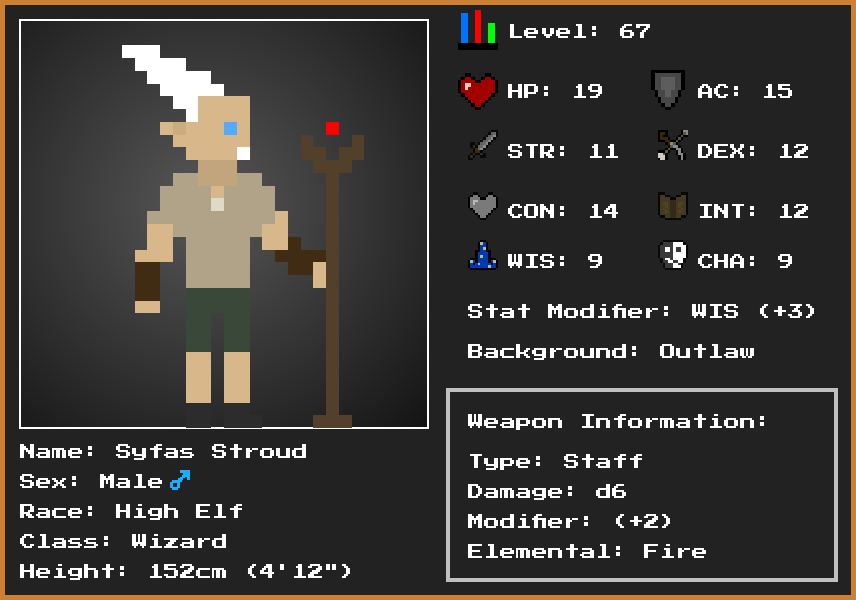 Level: 67
HP: 19 AC: 15
STR: 11 DEX: 12
CON: 14 INT: 12
WIS: 9 CHA: 9
Stat Modifier: WIS (+3)
Background: Outlaw
Weapon Information:
Type: Staff
Damage: d6
Modifier: (+2)
Elemental: Fire
Name: Syfas Stroud
Sex: Male♂
Race: High Elf
Class: Wizard
Height: 152cm (4'12")